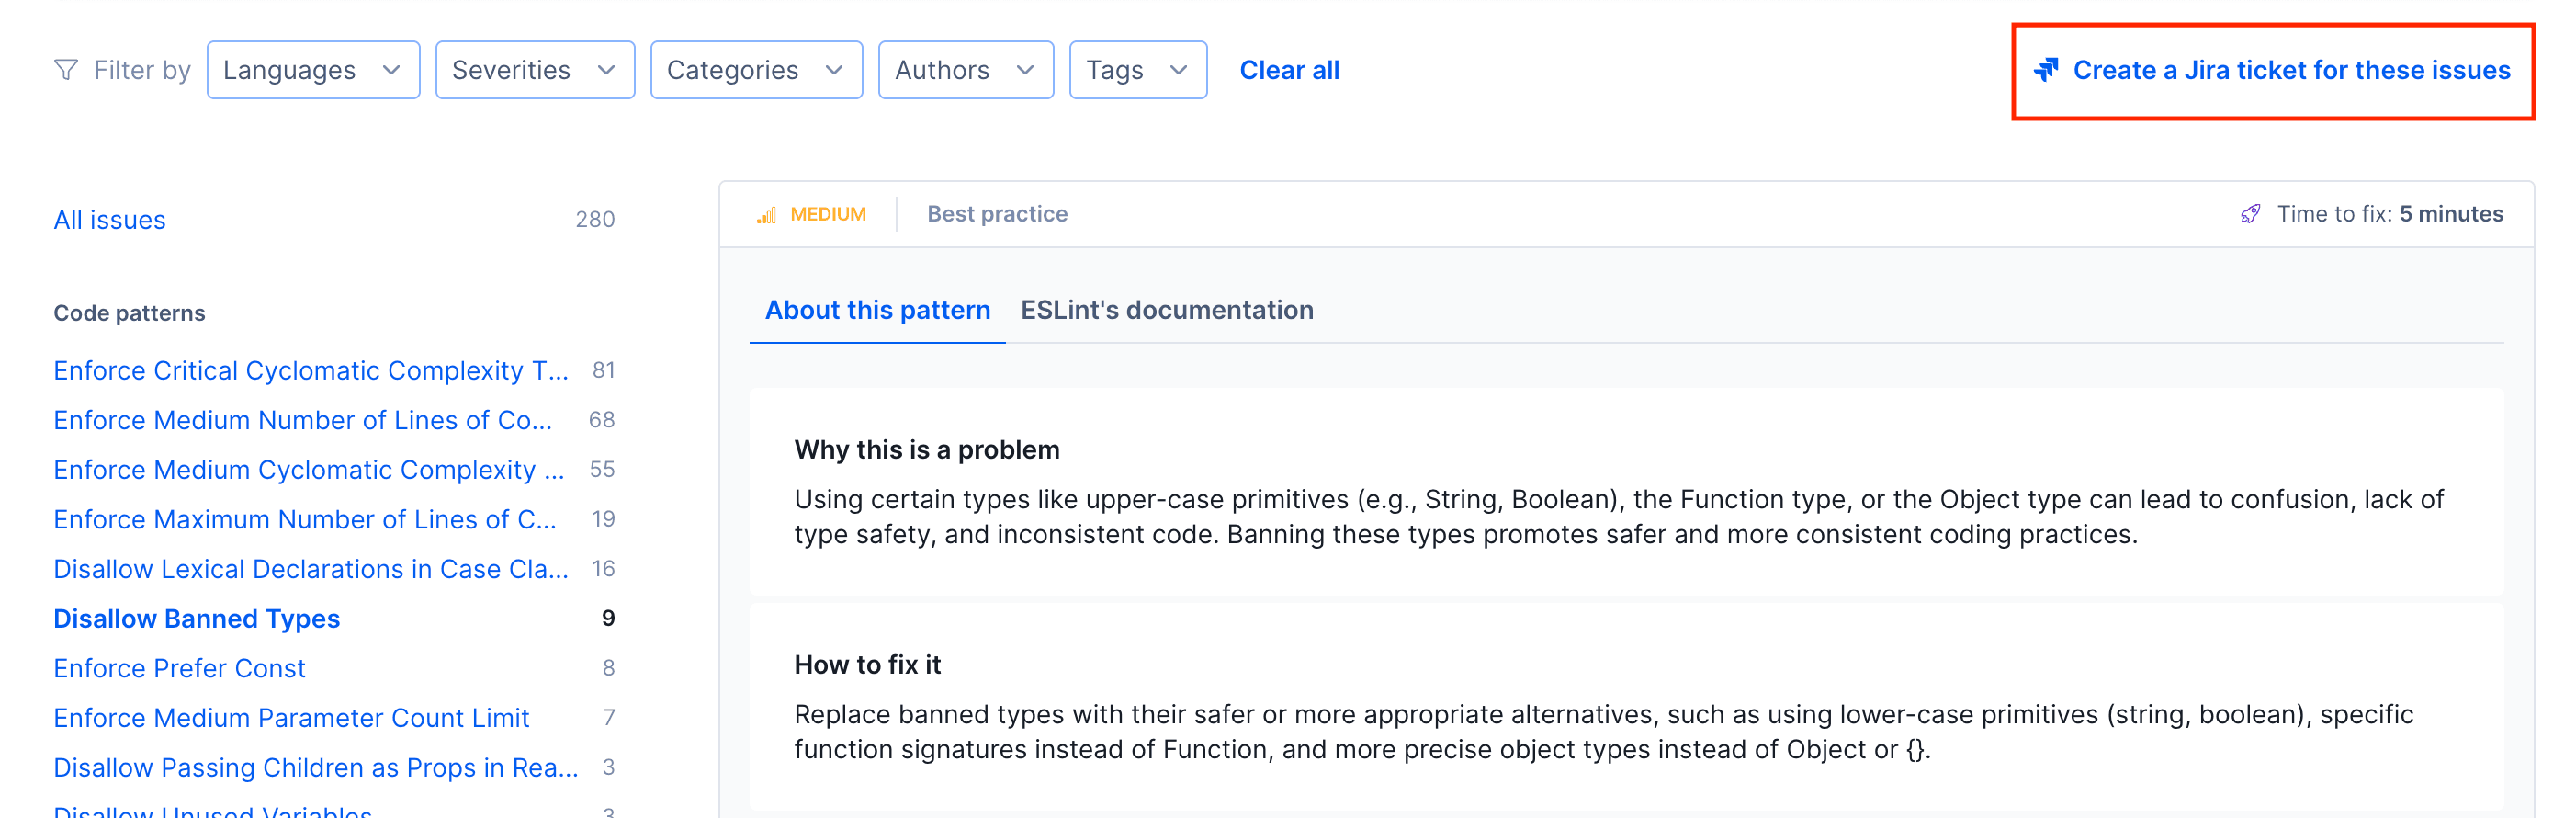 Filter by Languages Severities Categories Authors Tags Clear all Create a Jira ticket for these issues
All issues 280
Code patterns
Enforce Critical Cyclomatic Complexity T... 81
Enforce Medium Number of Lines of Co... 68
Enforce Medium Cyclomatic Complexity ... 55
Enforce Maximum Number of Lines of C... 19
Disallow Lexical Declarations in Case Cla... 16
Disallow Banned Types 9
Enforce Prefer Const 8
Enforce Medium Parameter Count Limit 7
Disallow Passing Children as Props in Rea... 3
Disallow Unused Variables 3
MEDIUM Best practice Time to fix: 5 minutes
About this pattern ESLint's documentation
Why this is a problem
Using certain types like upper-case primitives (e.g., String, Boolean), the Function type, or the Object type can lead to confusion, lack of
type safety, and inconsistent code. Banning these types promotes safer and more consistent coding practices.
How to fix it
Replace banned types with their safer or more appropriate alternatives, such as using lower-case primitives (string, boolean), specific
function signatures instead of Function, and more precise object types instead of Object or {}.